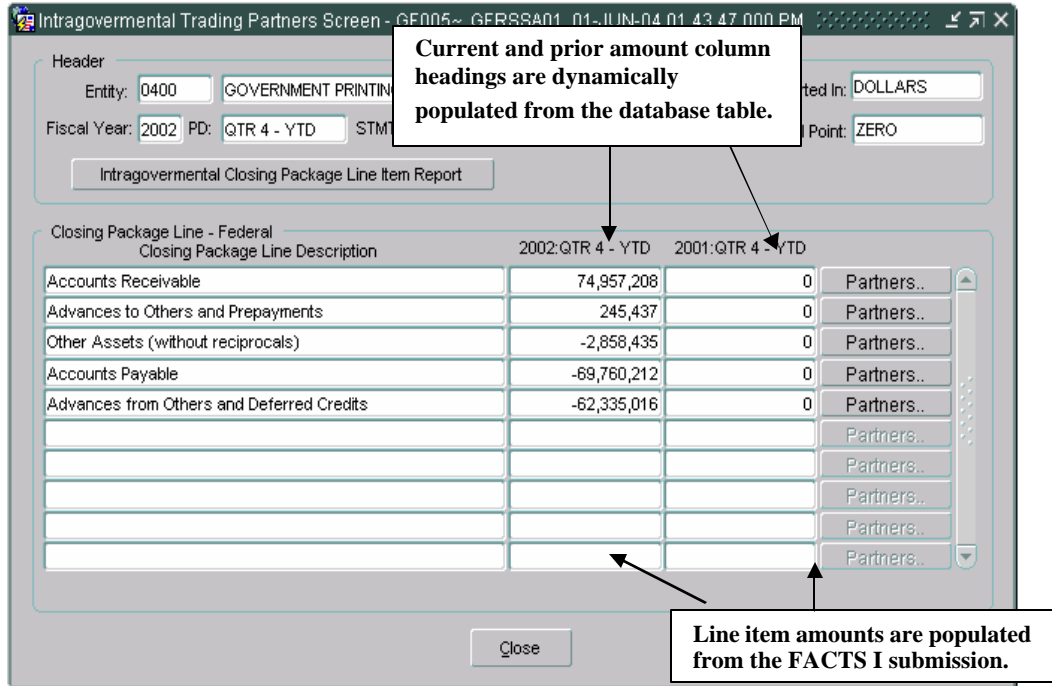 Intragovermental Trading Partners Screen - GF005~ GFRSSA01 01-JUN-04 01 43 47 000 PM
Current and prior amount column
headings are dynamically
populated from the database table.
Header
Entity: 0400 GOVERNMENT PRINTING
rted In: DOLLARS
Fiscal Year: 2002 PD: QTR 4 - YTD STMT
Point: ZERO
Intragovermental Closing Package Line Item Report
Closing Package Line - Federal
Closing Package Line Description 2002:QTR 4 - YTD 2001:QTR 4 - YTD
Accounts Receivable 74,957,208 0 Partners..
Advances to Others and Prepayments 245,437 0 Partners..
Other Assets (without reciprocals) -2,858,435 0 Partners..
Accounts Payable -69,760,212 0 Partners..
Advances from Others and Deferred Credits -62,335,016 0 Partners..
Partners..
Partners..
Partners..
Partners..
Partners..
Line item amounts are populated
from the FACTS I submission.
Close